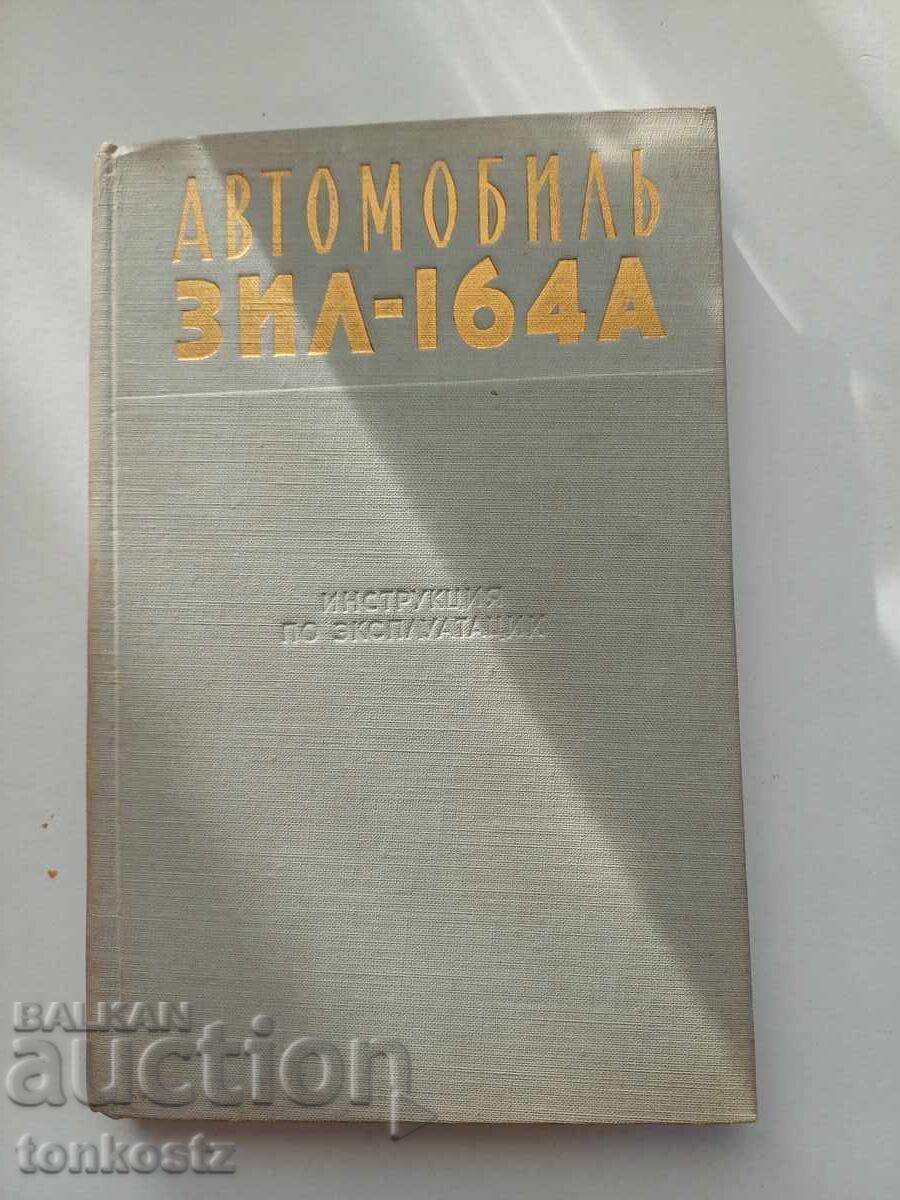 АВТОМОБИЛЬ
ЗИЛ-164А
ИНСТРУКЦИЯ
ПО ЭКСПЛУАТАЦИИ
BALKAN
auction
tonkostz